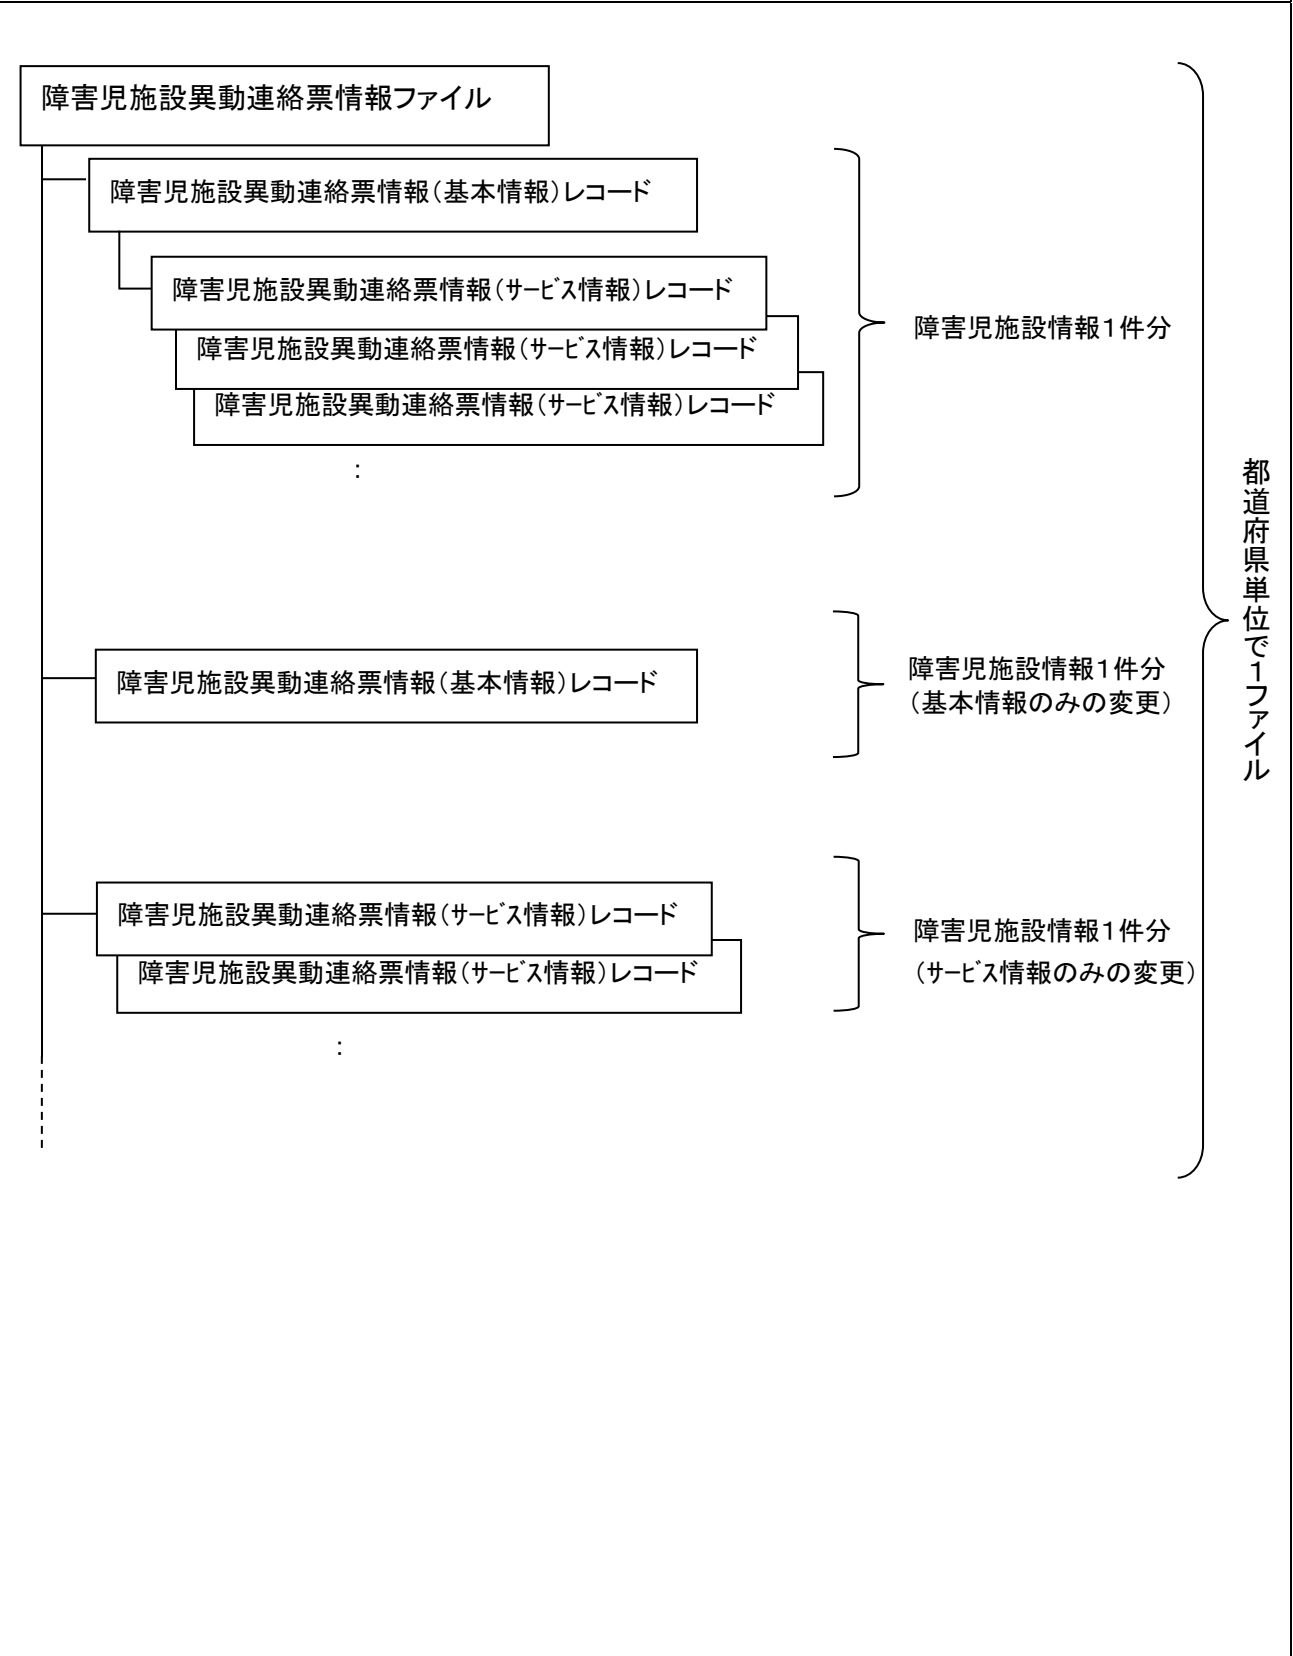 障害児施設異動連絡票情報ファイル
障害児施設異動連絡票情報（基本情報）レコード
障害児施設異動連絡票情報（ｻｰﾋﾞｽ情報）レコード
障害児施設異動連絡票情報（ｻｰﾋﾞｽ情報）レコード
障害児施設異動連絡票情報（ｻｰﾋﾞｽ情報）レコード
：
障害児施設情報１件分
障害児施設異動連絡票情報（基本情報）レコード
障害児施設情報１件分
（基本情報のみの変更）
障害児施設異動連絡票情報（ｻｰﾋﾞｽ情報）レコード
障害児施設異動連絡票情報（ｻｰﾋﾞｽ情報）レコード
：
障害児施設情報１件分
（ｻｰﾋﾞｽ情報のみの変更）
都道府県単位で１ファイル